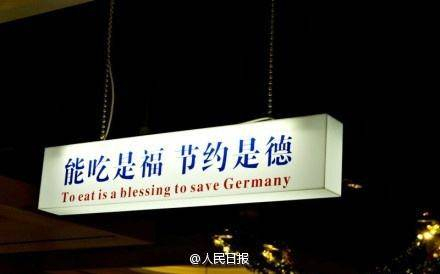 能吃是福 节约是德
To eat is a blessing to save Germany
@人民日报